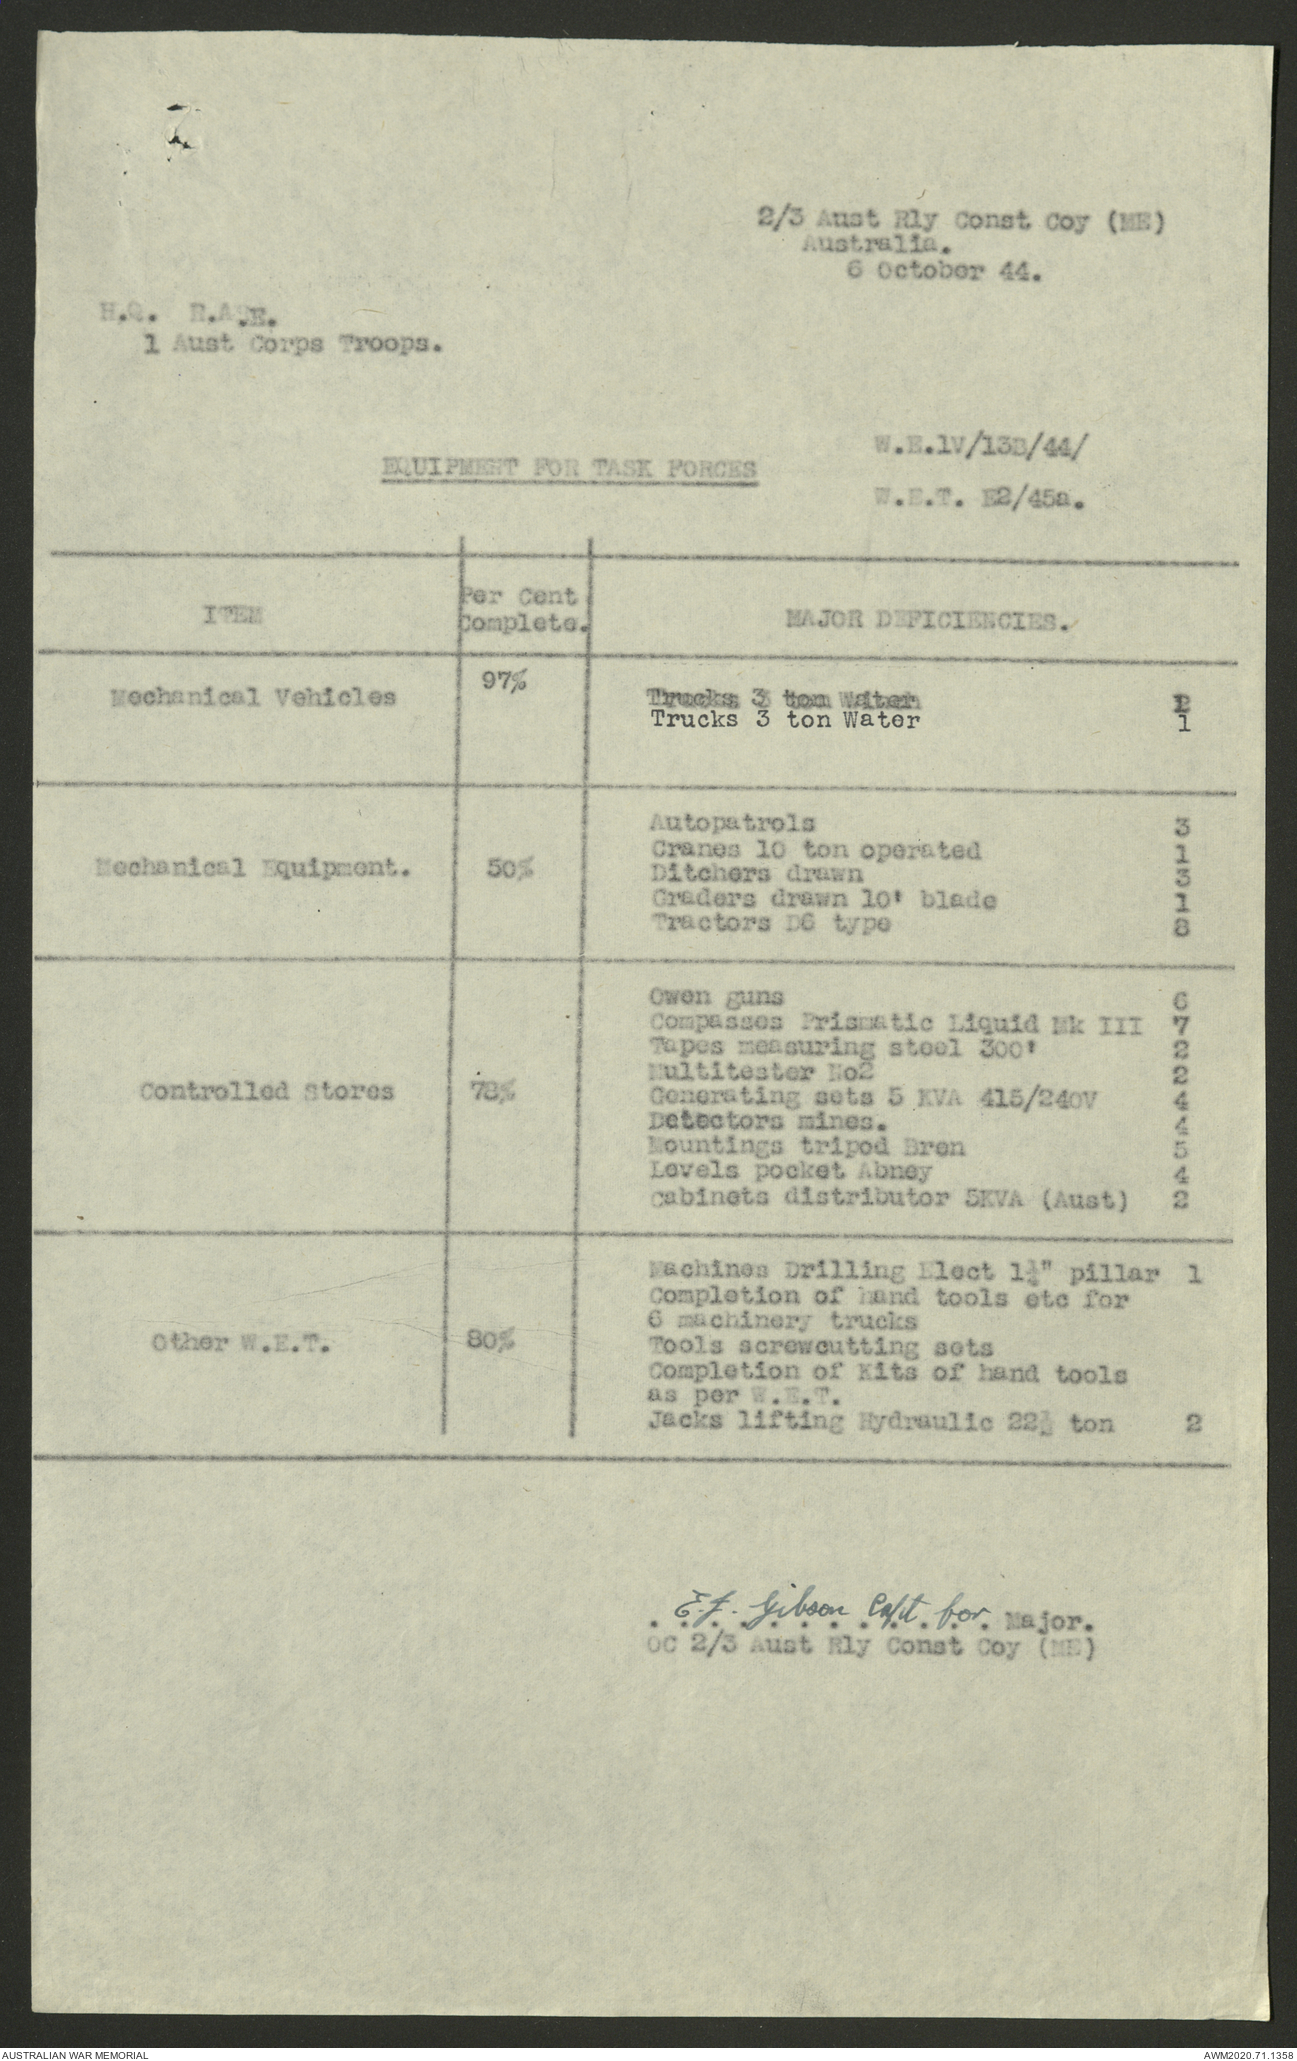 2/3 Aust Rly Const Coy (ME)
Australia.
6 October 44.
H.Q. R.A.E.
1 Aust Corps Troops.
W.E.1V/13B/44/
EQUIPMENT FOR TASK FORCES
W.E.T. E2/45a.
ITEM
Per Cent
Complete.
MAJOR DEFICIENCIES.
Mechanical Vehicles 97%
Trucks 3 ton Water
Trucks 3 ton Water 1
Mechanical Equipment. 50%
Autopatrols 3
Cranes 10 ton operated 1
Ditchers drawn 3
Graders drawn 10' blade 1
Tractors D6 type 8
Controlled Stores 78%
Owen guns 6
Compasses Prismatic Liquid Mk III 7
Tapes measuring steel 300' 2
Multitester No2 2
Generating sets 5 KVA 415/240V 4
Detectors mines. 4
Mountings tripod Bren 5
Levels pocket Abney 4
Cabinets distributor 5KVA (Aust) 2
Other W.E.T. 80%
Machines Drilling Elect 1¼" pillar 1
Completion of hand tools etc for
6 machinery trucks
Tools screwcutting sets
Completion of Kits of hand tools
as per W.E.T.
Jacks lifting Hydraulic 22½ ton 2
E.J. Gibson Capt for Major.
OC 2/3 Aust Rly Const Coy (ME)
AUSTRALIAN WAR MEMORIAL
AWM2020.71.1358